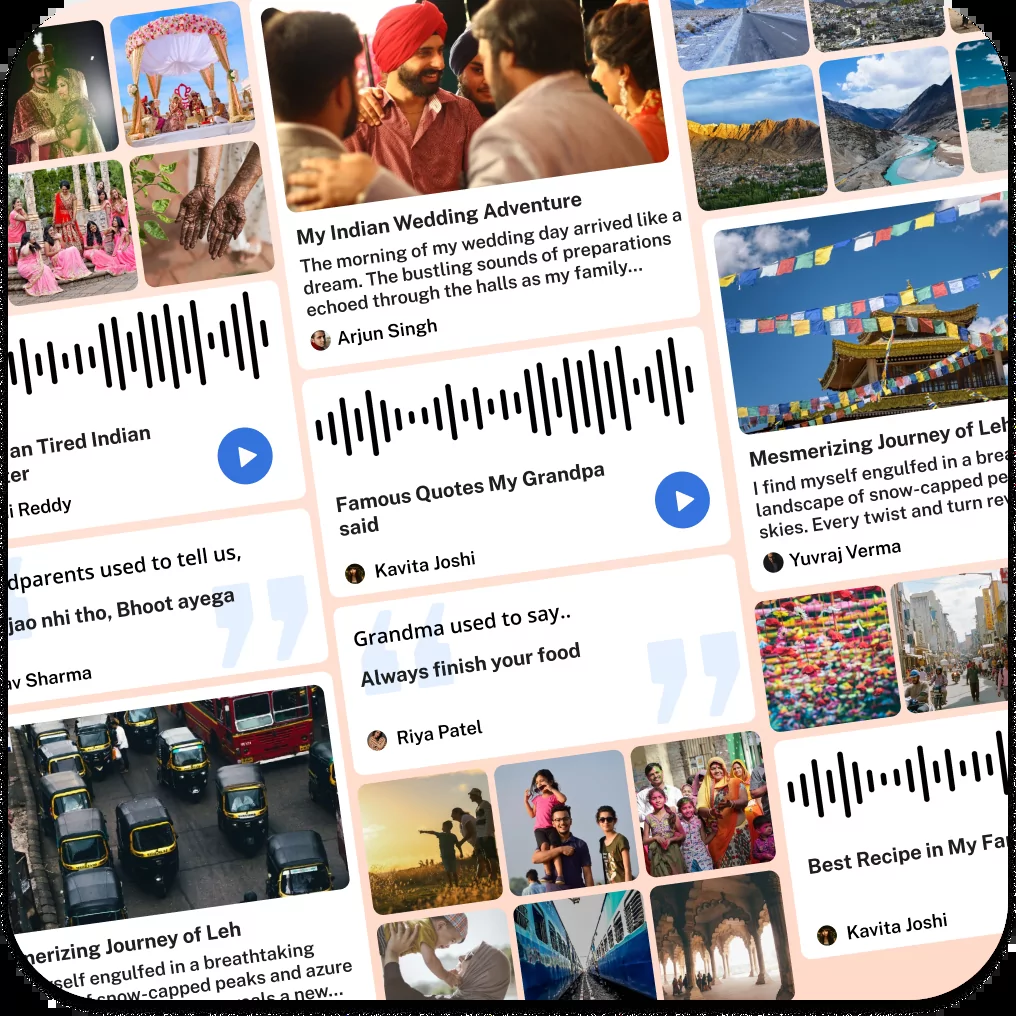 My Indian Wedding Adventure
The morning of my wedding day arrived like a
dream. The bustling sounds of preparations
echoed through the halls as my family...
Arjun Singh
an Tired Indian
ter
i Reddy
Famous Quotes My Grandpa
said
Kavita Joshi
Mesmerizing Journey of Leh
I find myself engulfed in a brea
landscape of snow-capped pe
skies. Every twist and turn rev
Yuvraj Verma
dparents used to tell us,
jao nhi tho, Bhoot ayega
av Sharma
Grandma used to say..
Always finish your food
Riya Patel
merizing Journey of Leh
self engulfed in a breathtaking
of snow-capped peaks and azure
als a new...
Best Recipe in My Fa
Kavita Joshi